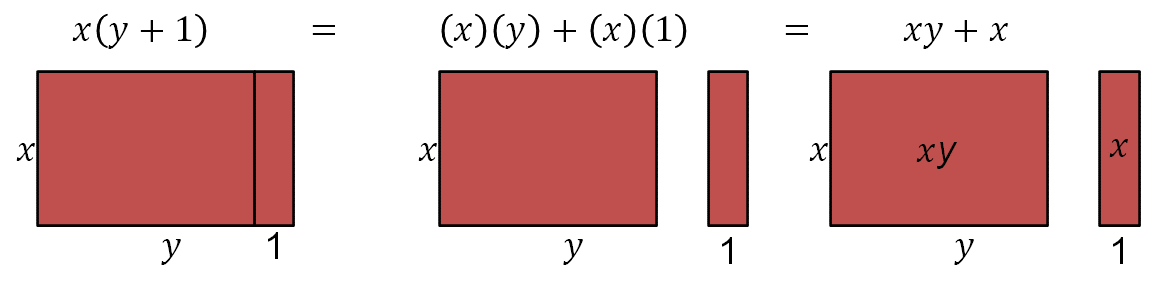 x(y + 1) = (x)(y) + (x)(1) = xy + x
x x x xy x
y 1 y 1 y 1